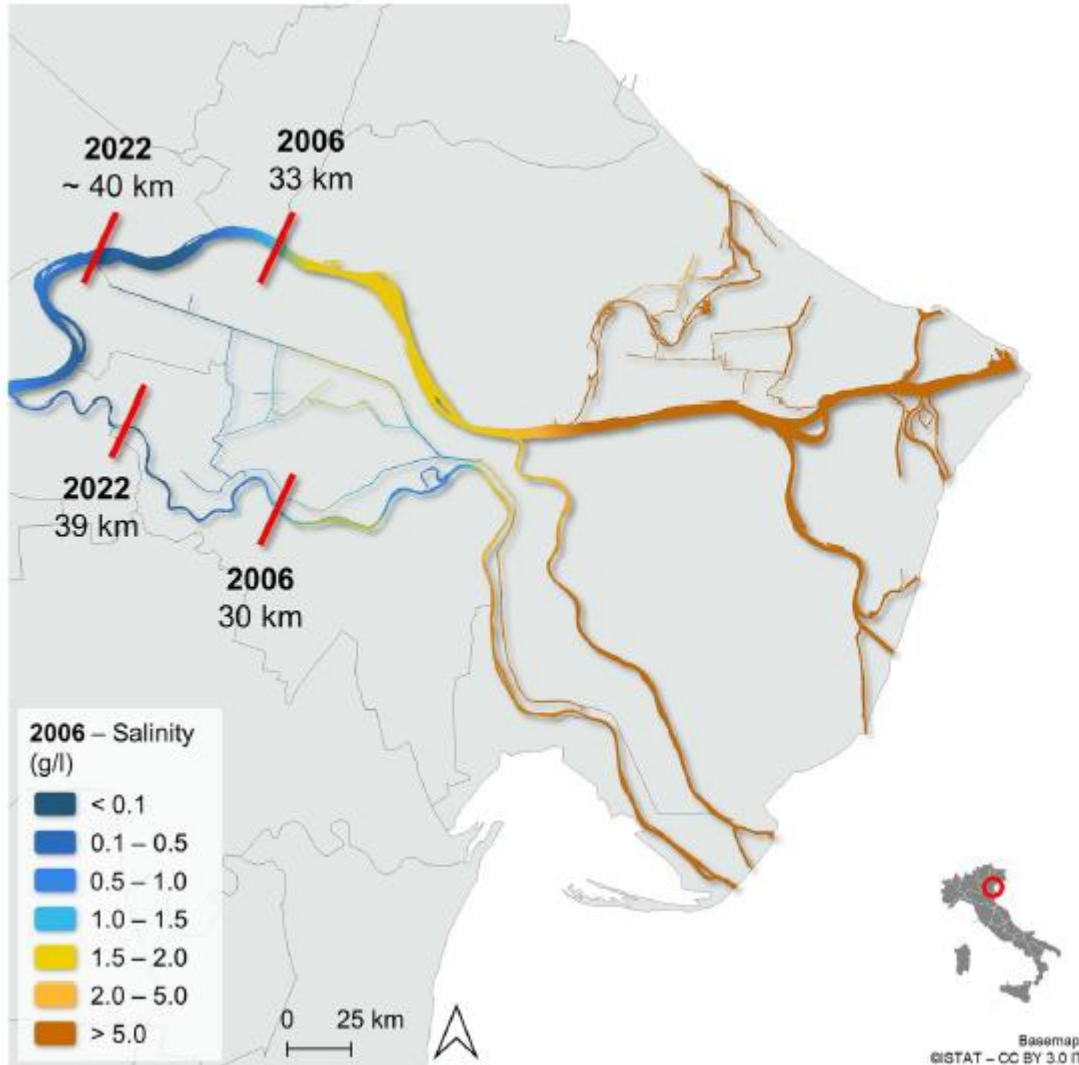 2022
~ 40 km
2006
33 km
2022
39 km
2006
30 km
2006 – Salinity
(g/l)
< 0.1
0.1 – 0.5
0.5 – 1.0
1.0 – 1.5
1.5 – 2.0
2.0 – 5.0
> 5.0
0 25 km
Basemap
©ISTAT – CC BY 3.0 IT